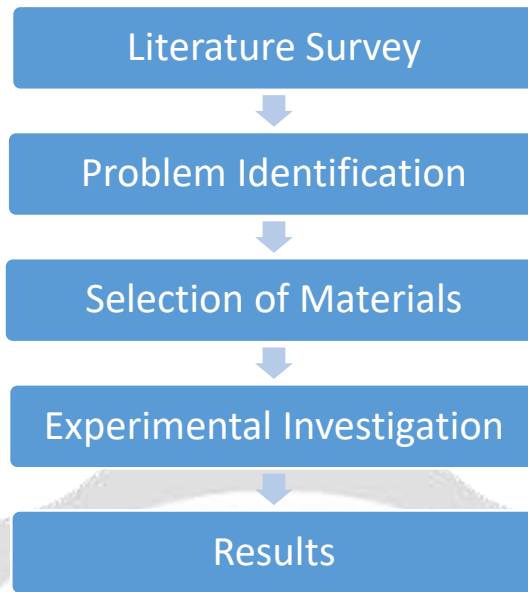 Literature Survey
Problem Identification
Selection of Materials
Experimental Investigation
Results